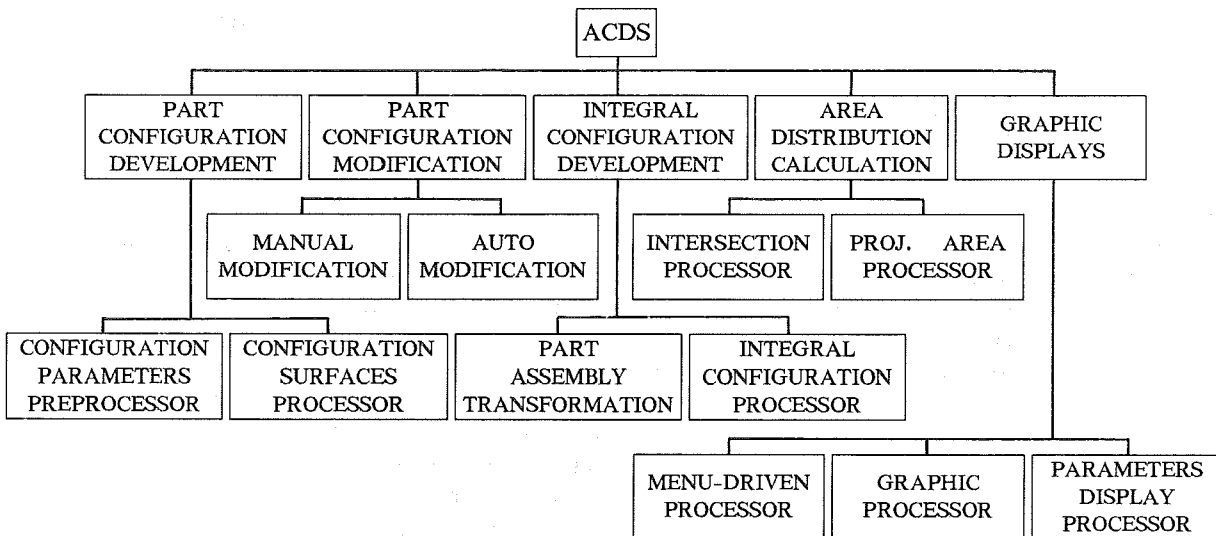 ACDS
PART
CONFIGURATION
DEVELOPMENT
PART
CONFIGURATION
MODIFICATION
INTEGRAL
CONFIGURATION
DEVELOPMENT
AREA
DISTRIBUTION
CALCULATION
GRAPHIC
DISPLAYS
MANUAL
MODIFICATION
AUTO
MODIFICATION
INTERSECTION
PROCESSOR
PROJ. AREA
PROCESSOR
CONFIGURATION
PARAMETERS
PREPROCESSOR
CONFIGURATION
SURFACES
PROCESSOR
PART
ASSEMBLY
TRANSFORMATION
INTEGRAL
CONFIGURATION
PROCESSOR
MENU-DRIVEN
PROCESSOR
GRAPHIC
PROCESSOR
PARAMETERS
DISPLAY
PROCESSOR